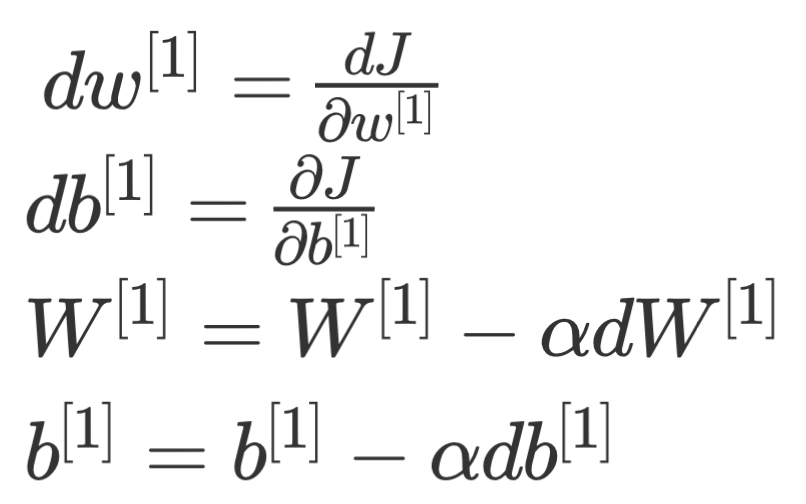 dw^{[1]} = \frac{dJ}{\partial w^{[1]}}
db^{[1]} = \frac{\partial J}{\partial b^{[1]}}
W^{[1]} = W^{[1]} - \alpha dW^{[1]}
b^{[1]} = b^{[1]} - \alpha db^{[1]}